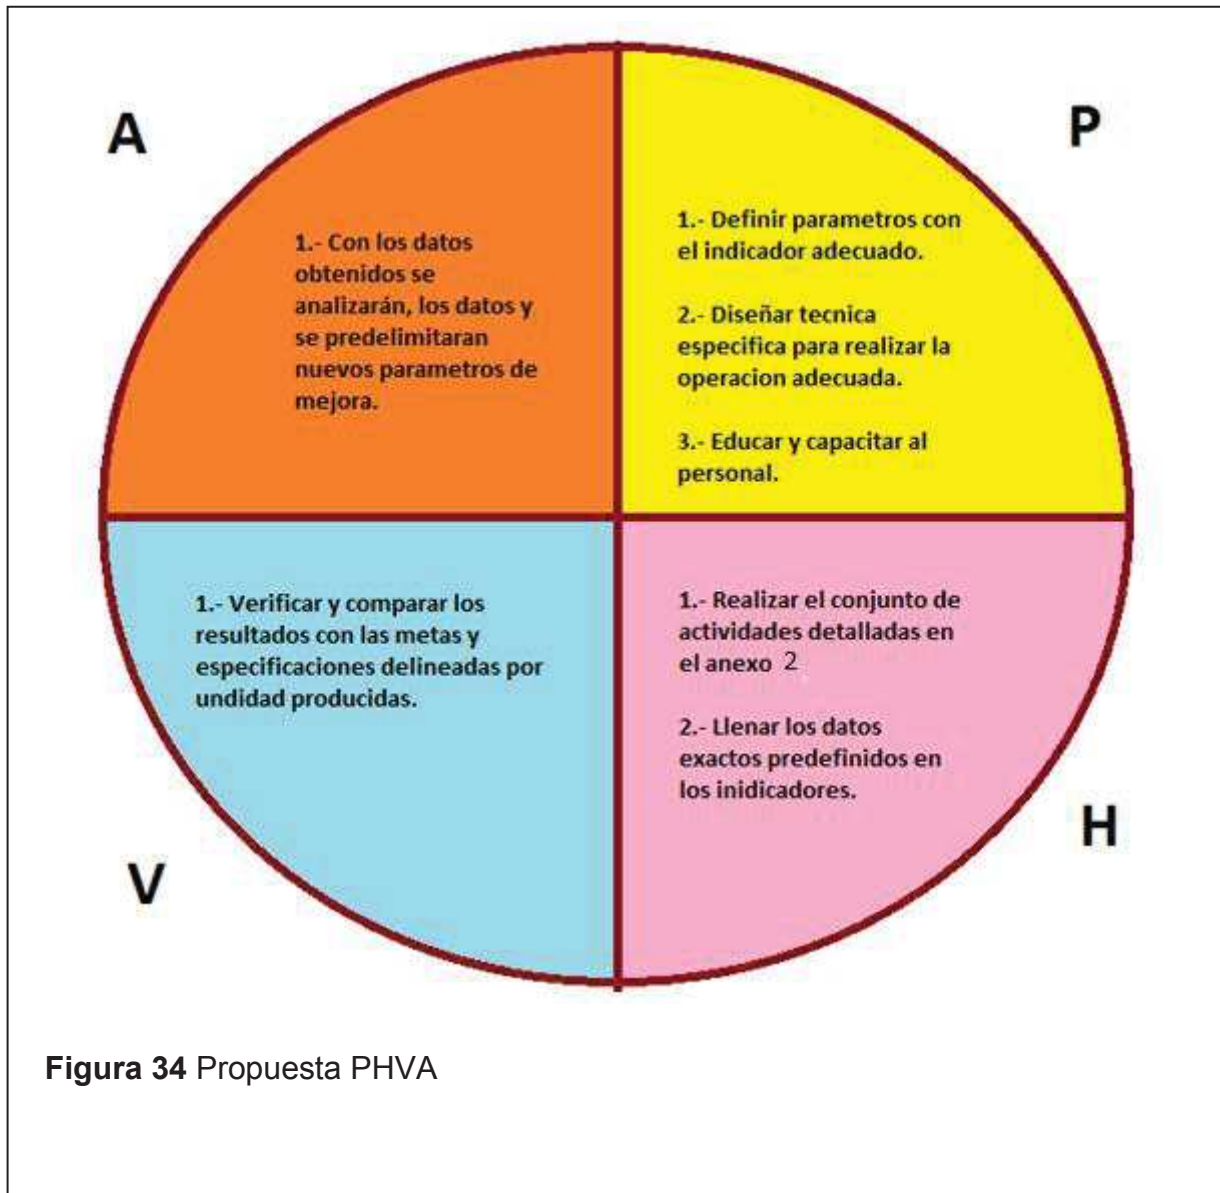 A
1.- Con los datos
obtenidos se
analizarán, los datos y
se predelimitaran
nuevos parametros de
mejora.
P
1.- Definir parametros con
el indicador adecuado.
2.- Diseñar tecnica
especifica para realizar la
operacion adecuada.
3.- Educar y capacitar al
personal.
V
1.- Verificar y comparar los
resultados con las metas y
especificaciones delineadas por
undidad producidas.
H
1.- Realizar el conjunto de
actividades detalladas en
el anexo 2
2.- Llenar los datos
exactos predefinidos en
los inidicadores.
Figura 34 Propuesta PHVA